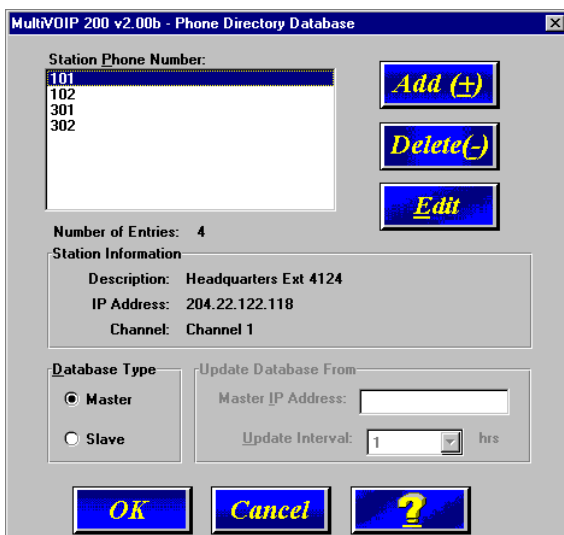 MultiVOIP 200 v2.00b - Phone Directory Database
Station Phone Number:
101
102
301
302
Add (+)
Delete(-)
Edit
Number of Entries: 4
Station Information
Description: Headquarters Ext 4124
IP Address: 204.22.122.118
Channel: Channel 1
Database Type
Master
Slave
Update Database From
Master IP Address:
Update Interval: 1 hrs
OK
Cancel
?